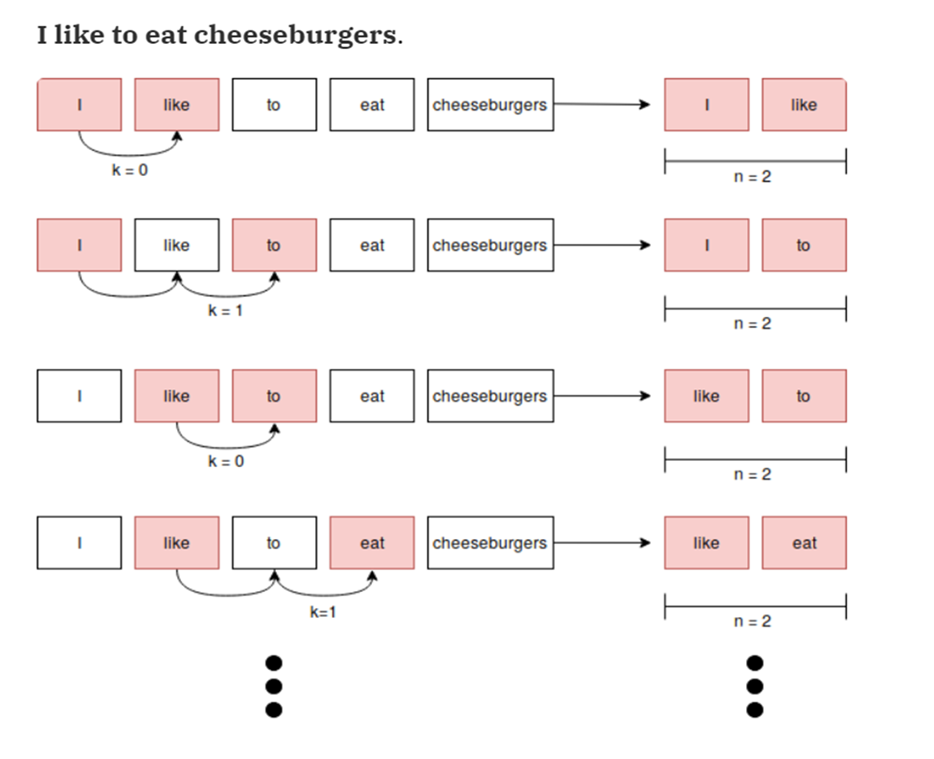 I like to eat cheeseburgers.
I like to eat cheeseburgers I like
k = 0
n = 2
I like to eat cheeseburgers I to
k = 1
n = 2
I like to eat cheeseburgers like to
k = 0
n = 2
I like to eat cheeseburgers like eat
k=1
n = 2